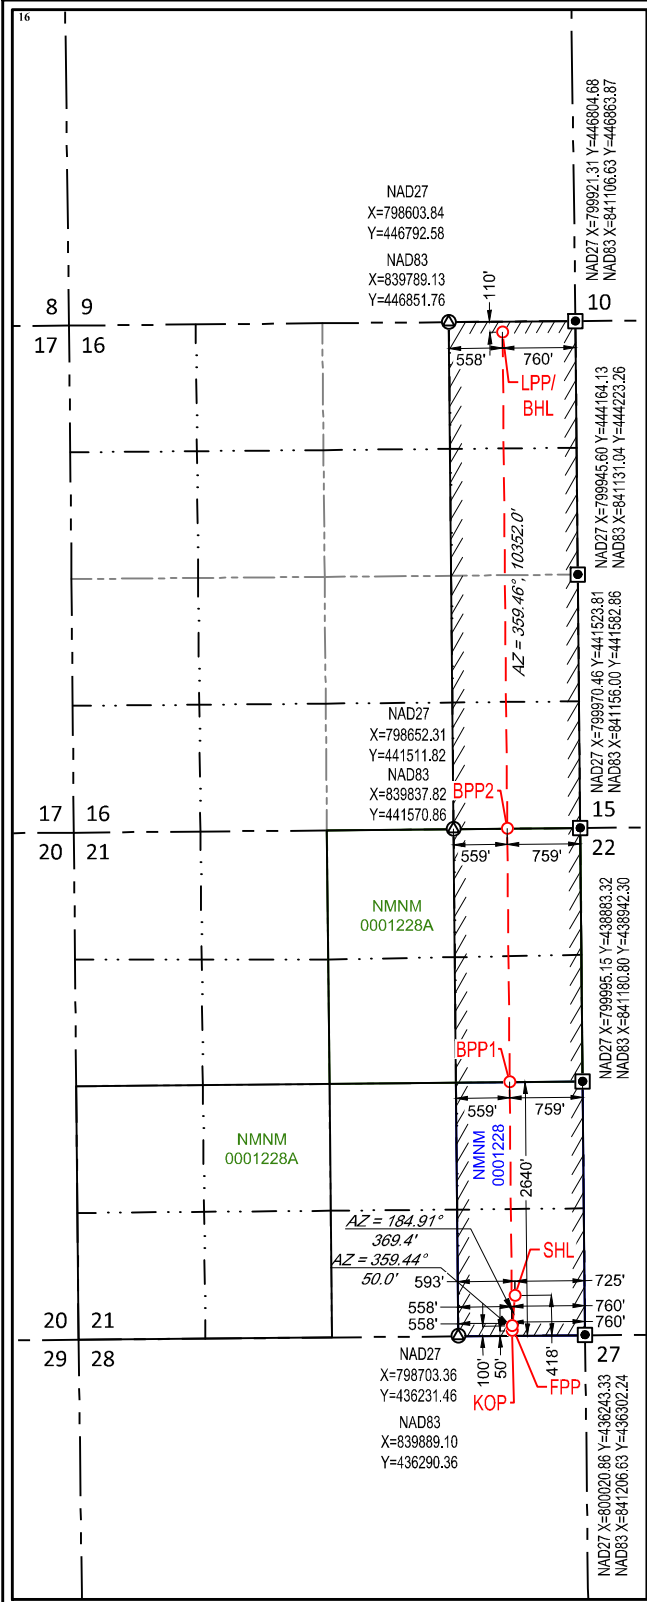 16
NAD27 X=799921.31 Y=446804.68
NAD83 X=841106.63 Y=446863.87
NAD27
X=798603.84
Y=446792.58
NAD83
X=839789.13
Y=446851.76
110'
8 9
10
17 16
558' 760'
LPP/
BHL
NAD27 X=799945.60 Y=444164.13
NAD83 X=841131.04 Y=444223.26
AZ = 359.46°, 10352.0'
NAD27 X=799970.46 Y=441523.81
NAD83 X=841156.00 Y=441582.86
NAD27
X=798652.31
Y=441511.82
NAD83
X=839837.82
Y=441570.86
BPP2
17 16
15
20 21
22
559' 759'
NMNM
0001228A
NAD27 X=799995.15 Y=438883.32
NAD83 X=841180.80 Y=438942.30
BPP1
559' 759'
NMNM
0001228
2640'
NMNM
0001228A
AZ = 184.91°
369.4'
SHL
AZ = 359.44°
50.0'
593' 725'
558' 760'
558' 760'
20 21
27
29 28
100'
50'
418'
FPP
KOP
NAD27
X=798703.36
Y=436231.46
NAD83
X=839889.10
Y=436290.36
NAD27 X=800020.86 Y=436243.33
NAD83 X=841206.63 Y=436302.24